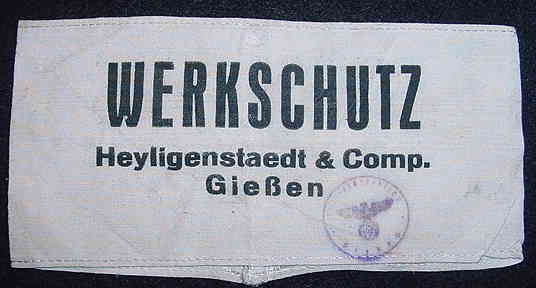 WERKSCHUTZ
Heyligenstaedt & Comp.
Gießen